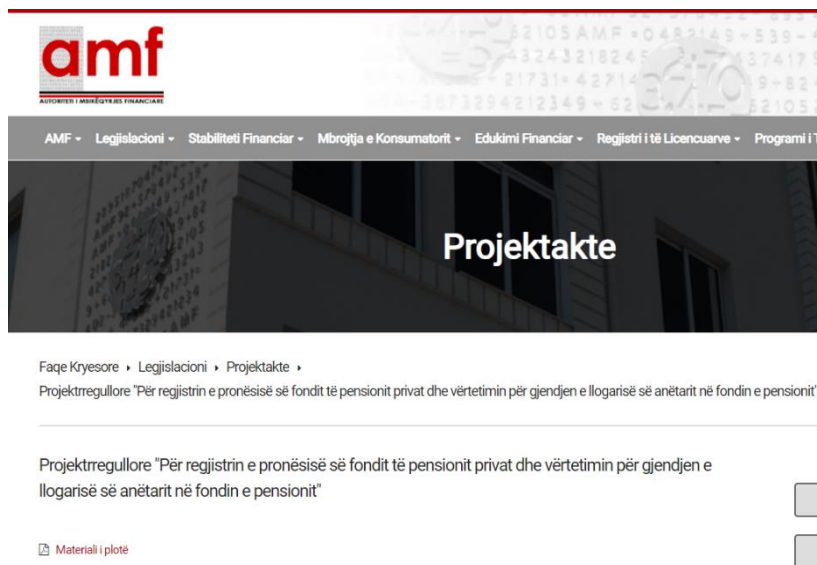 amf
AUTORITETI I MBIKËQYRJES FINANCIARE
AMF Legjislacioni Stabiliteti Financiar Mbrojtja e Konsumatorit Edukimi Financiar Regjistri i të Licencuarve Programi i
Projektakte
Faqe Kryesore Legjislacioni Projektakte
Projektrregullore "Për regjistrin e pronësisë së fondit të pensionit privat dhe vërtetimin për gjendjen e llogarisë së anëtarit në fondin e pensionit"
Projektrregullore "Për regjistrin e pronësisë së fondit të pensionit privat dhe vërtetimin për gjendjen e
llogarisë së anëtarit në fondin e pensionit"
Materiali i plotë